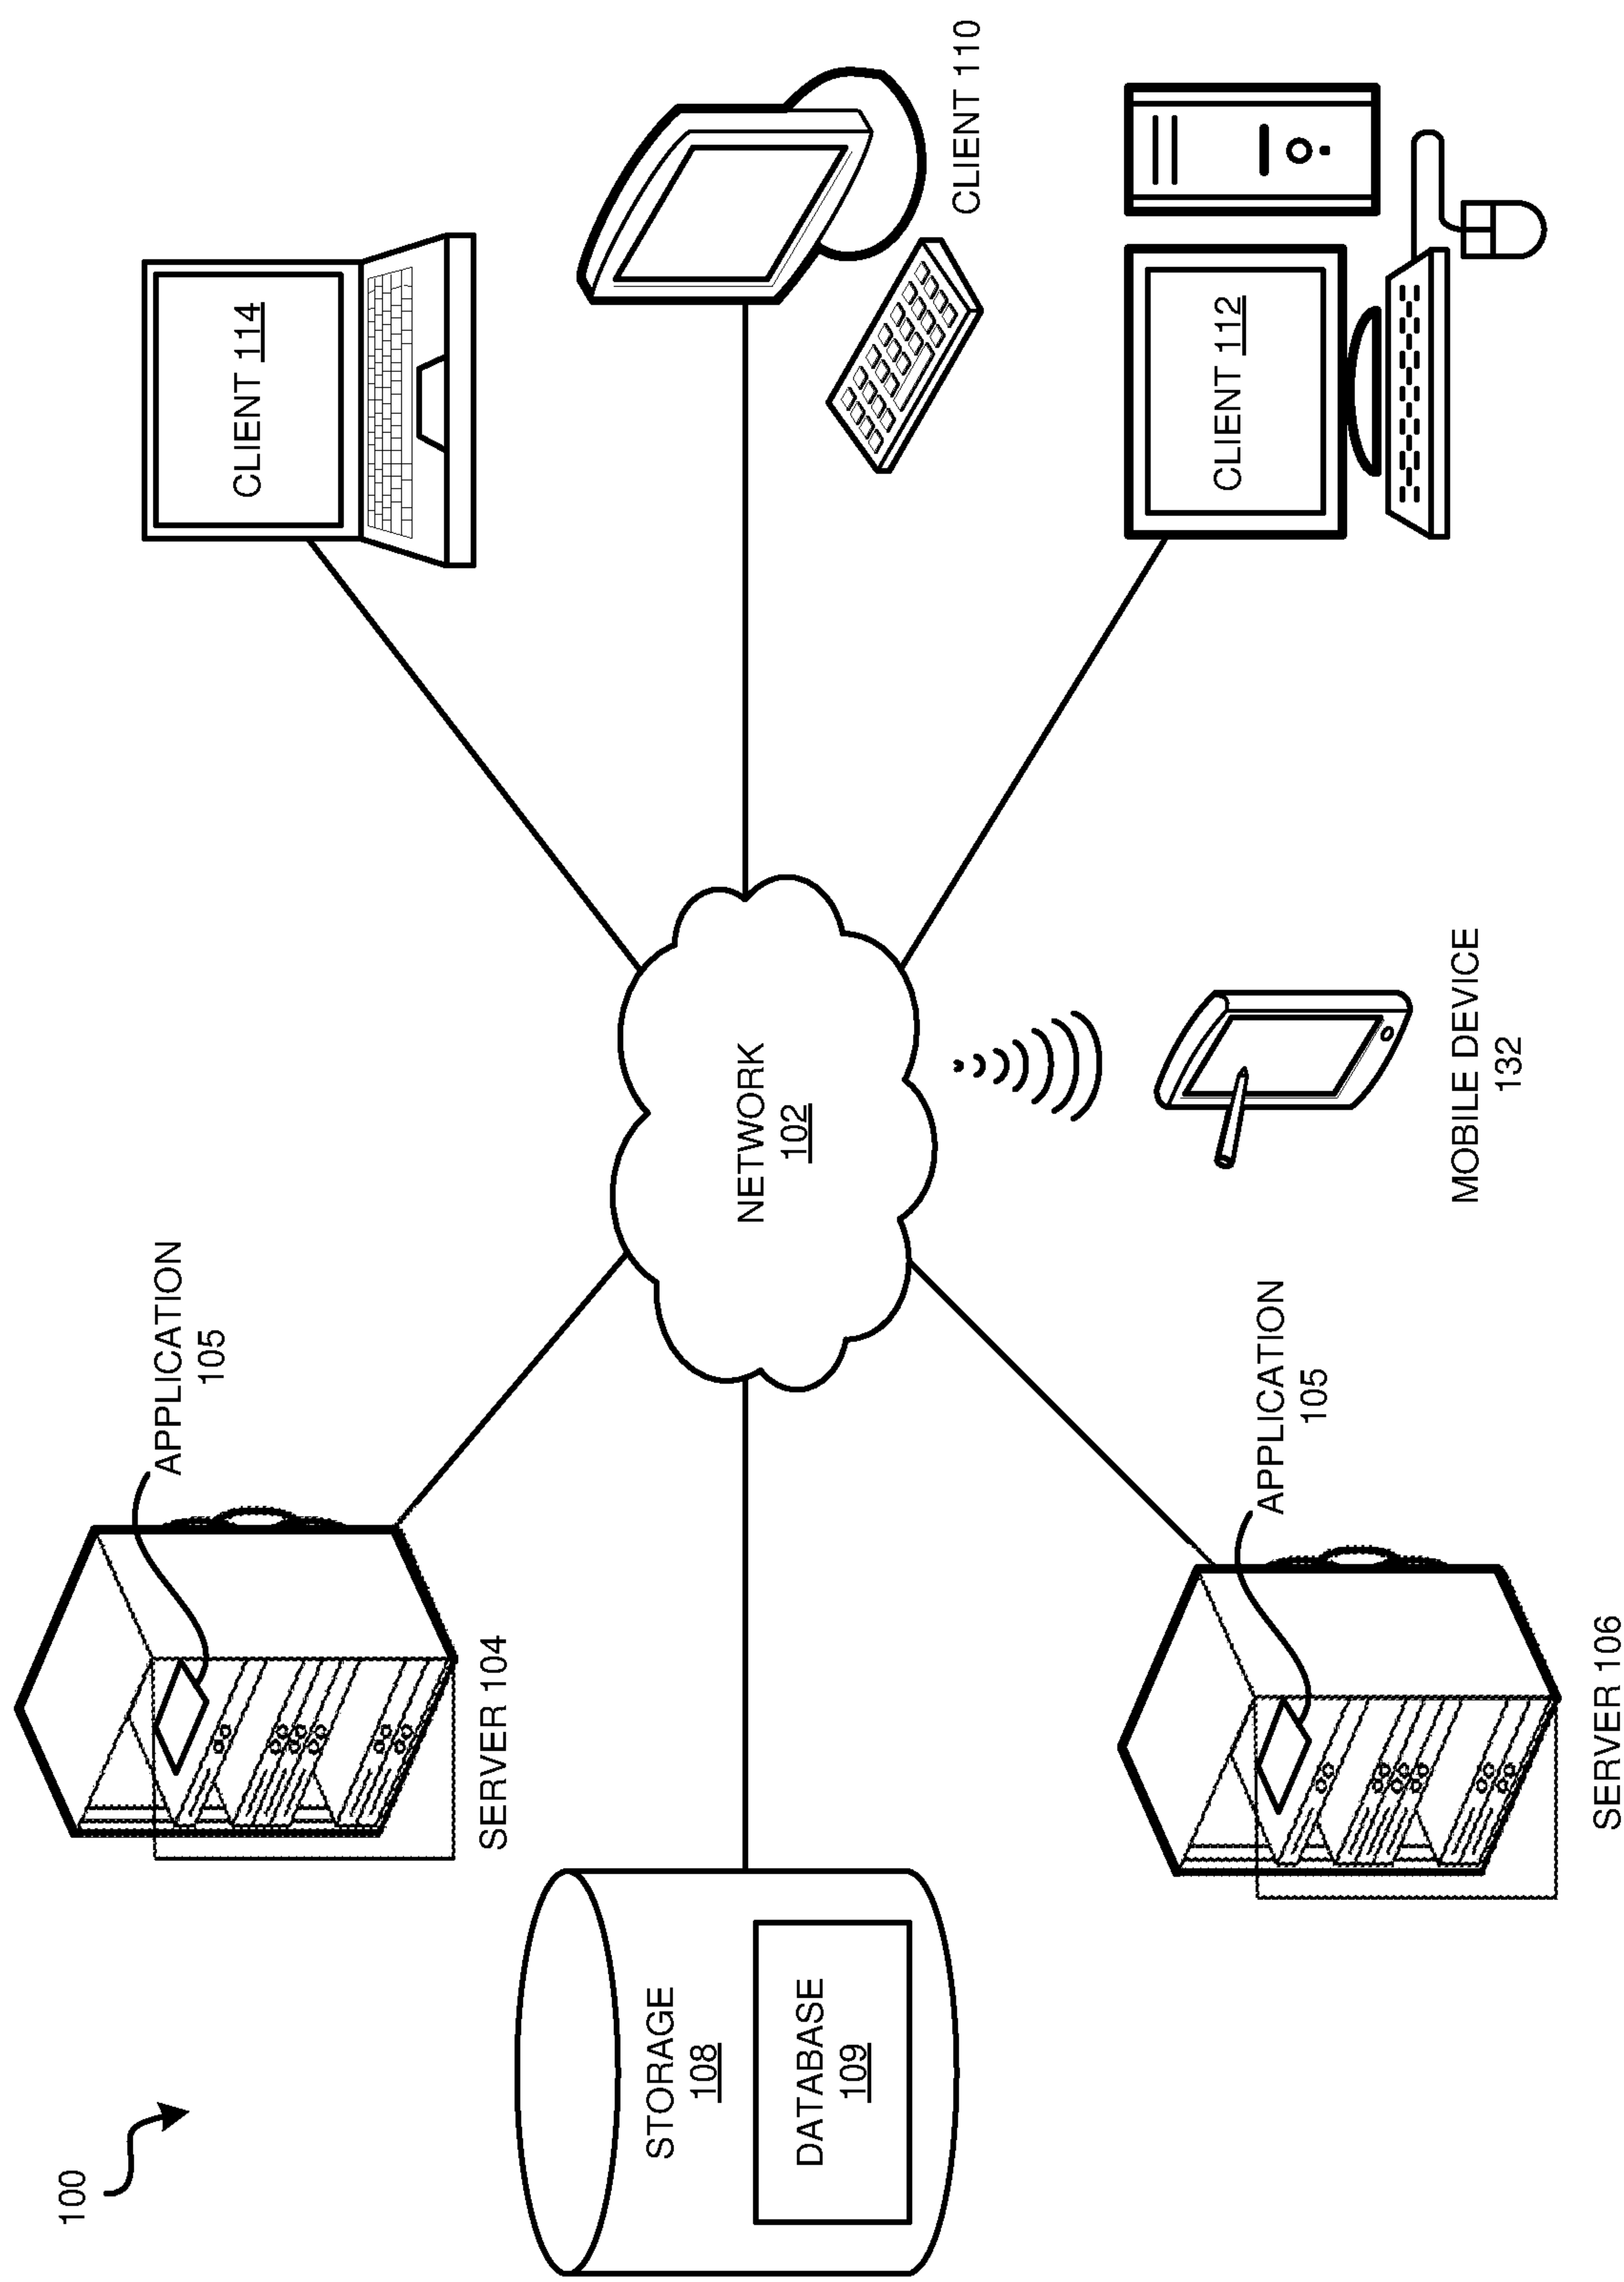 100
APPLICATION
105
SERVER 104
CLIENT 114
STORAGE
108
DATABASE
109
NETWORK
102
CLIENT 110
APPLICATION
105
SERVER 106
MOBILE DEVICE
132
CLIENT 112